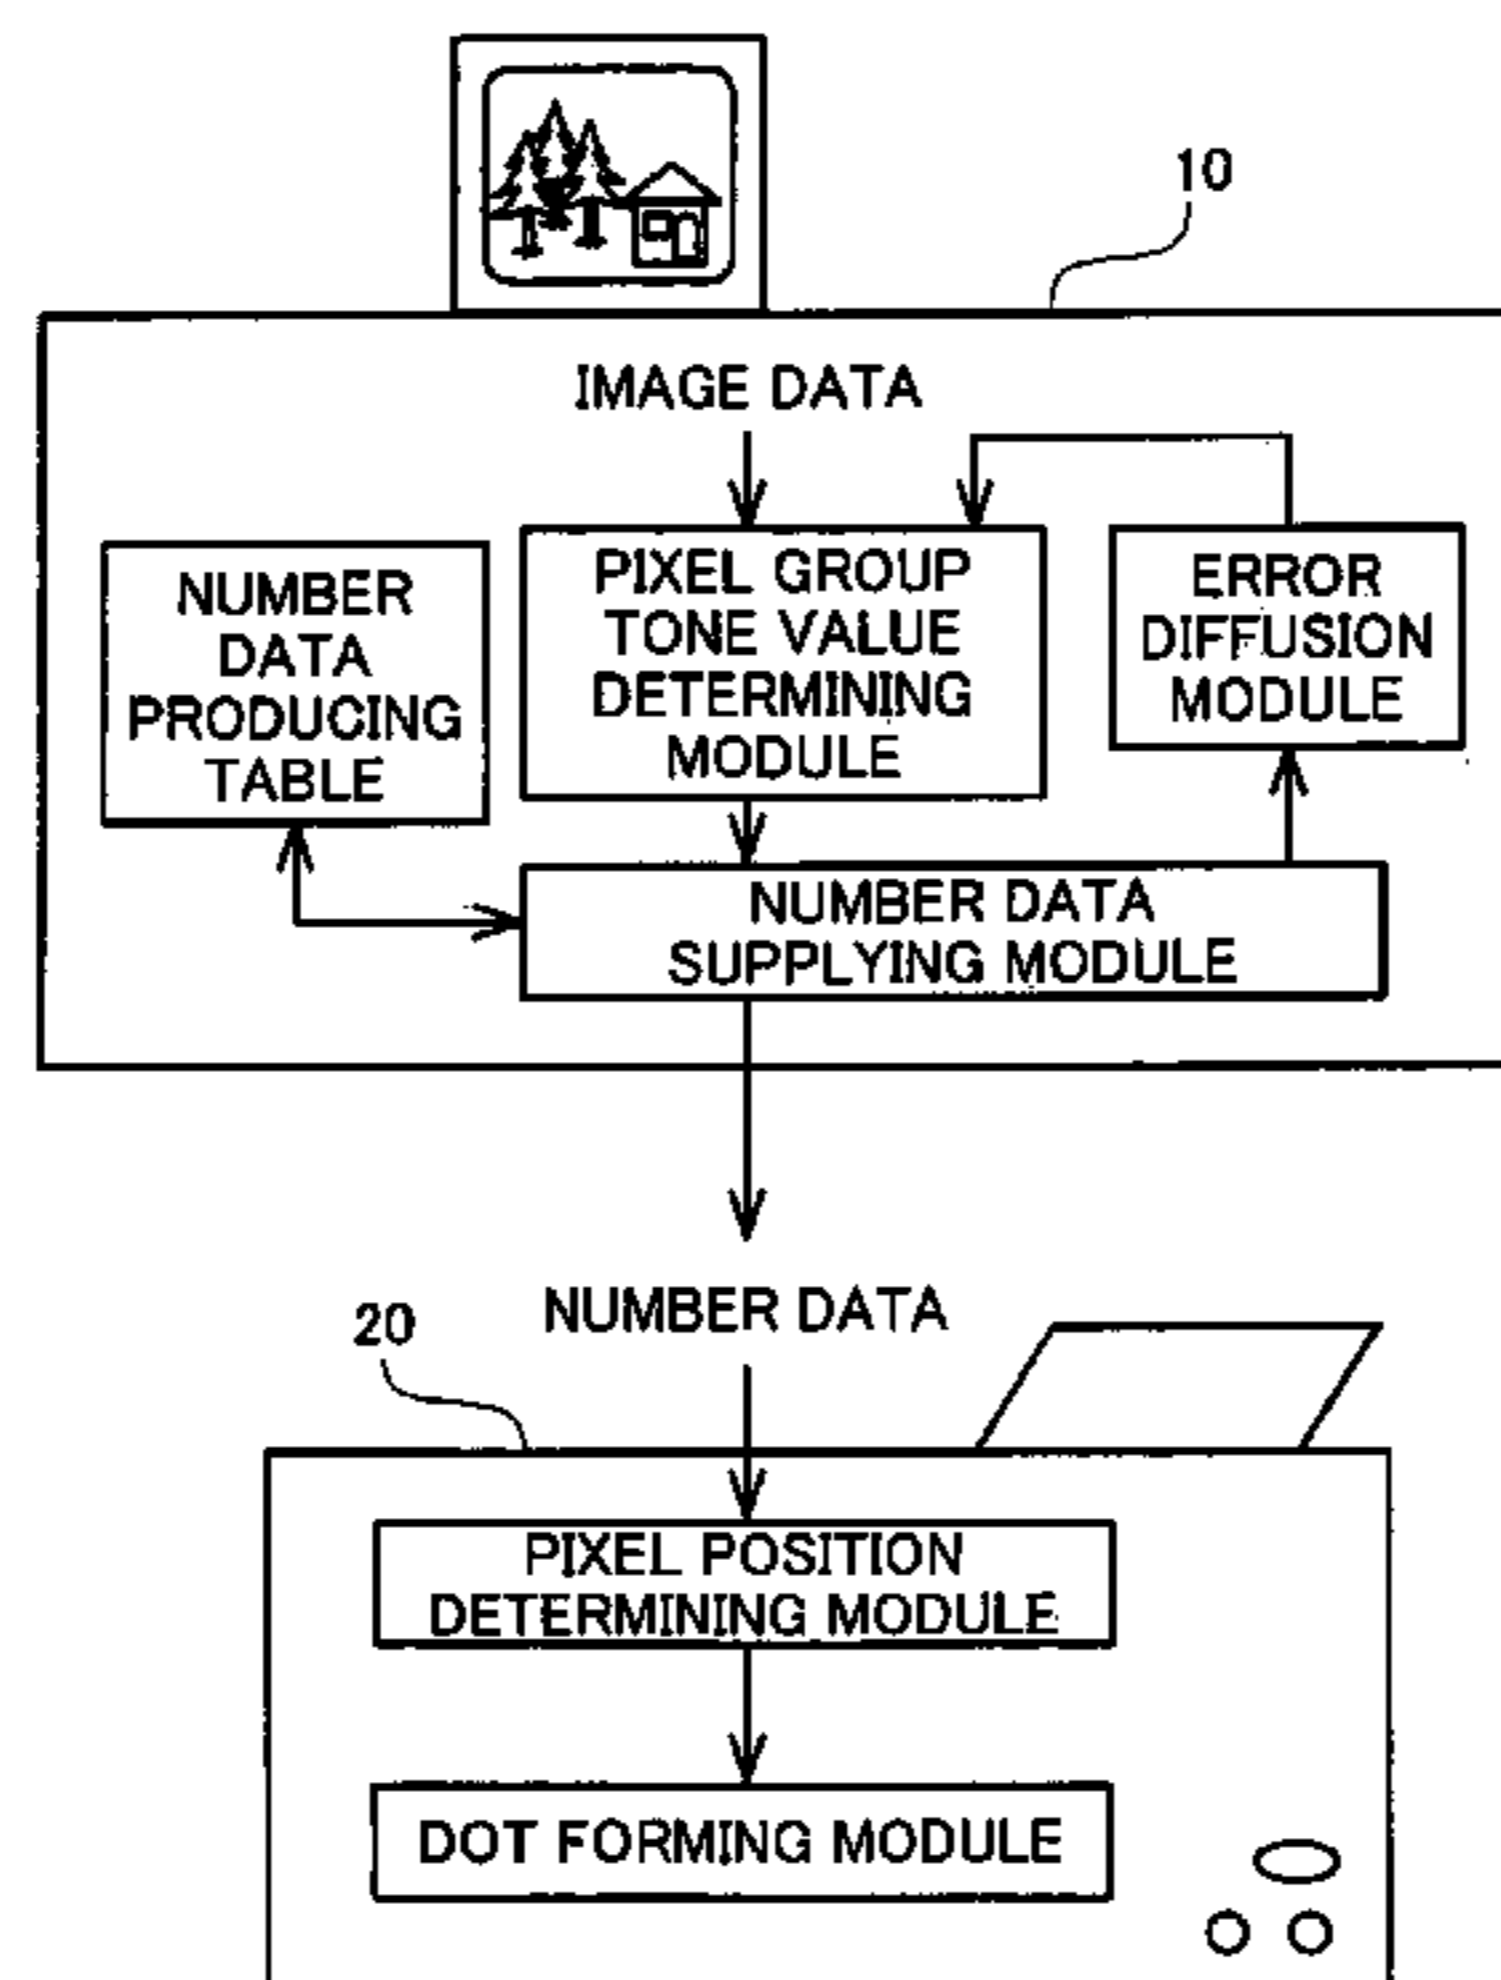 10
IMAGE DATA
NUMBER
DATA
PRODUCING
TABLE
PIXEL GROUP
TONE VALUE
DETERMINING
MODULE
ERROR
DIFFUSION
MODULE
NUMBER DATA
SUPPLYING MODULE
20
NUMBER DATA
PIXEL POSITION
DETERMINING MODULE
DOT FORMING MODULE